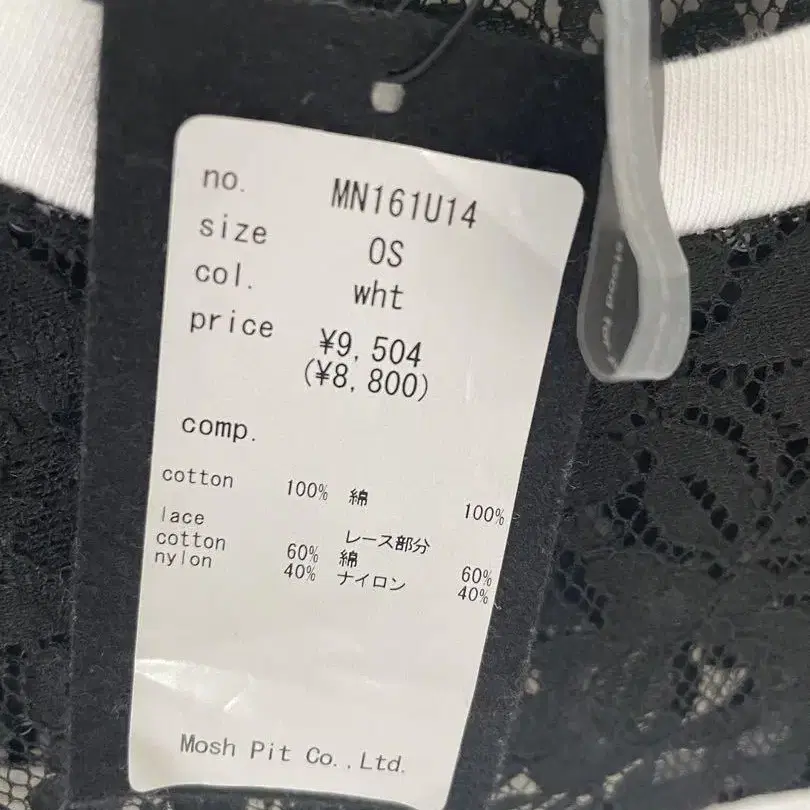 no. MN161U14
size OS
col. wht
price ¥9,504
(¥8,800)
comp.
cotton 100% 綿 100%
lace レース部分
cotton 60% 綿 60%
nylon 40% ナイロン 40%
Mosh Pit Co.,Ltd.